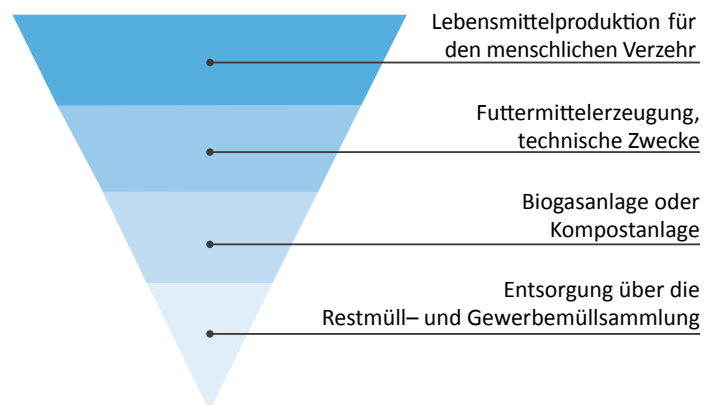 Lebensmittelproduktion für
den menschlichen Verzehr
Futtermittelerzeugung,
technische Zwecke
Biogasanlage oder
Kompostanlage
Entsorgung über die
Restmüll– und Gewerbemüllsammlung